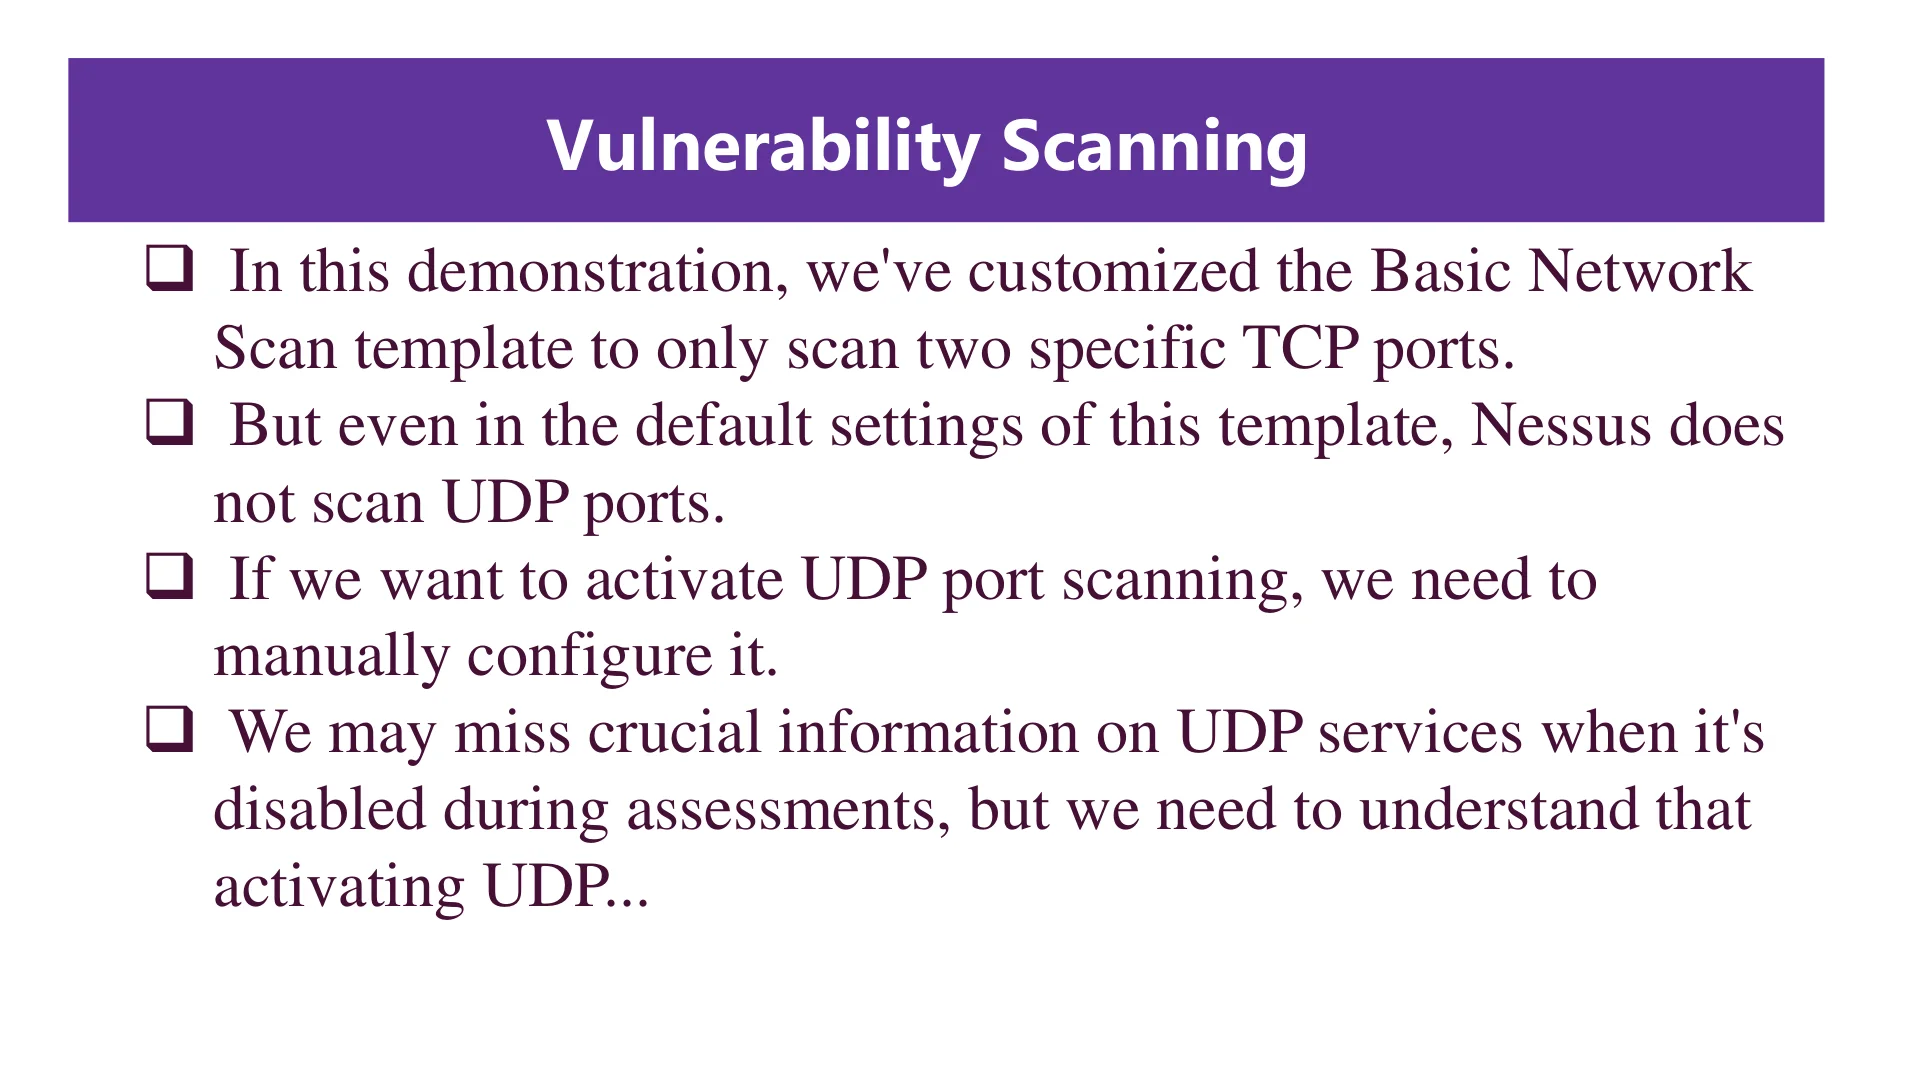 Vulnerability Scanning
❑ In this demonstration, we've customized the Basic Network
Scan template to only scan two specific TCP ports.
❑ But even in the default settings of this template, Nessus does
not scan UDP ports.
❑ If we want to activate UDP port scanning, we need to
manually configure it.
❑ We may miss crucial information on UDP services when it's
disabled during assessments, but we need to understand that
activating UDP...